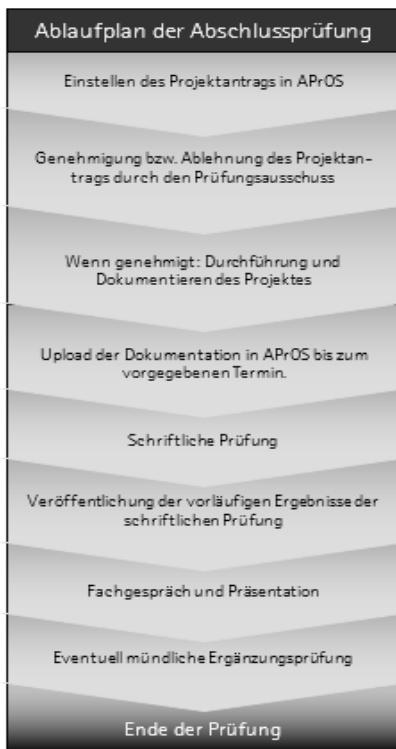 Ablaufplan der Abschlussprüfung
Einstellen des Projektantrags in APrOS
Genehmigung bzw. Ablehnung des Projektan-
trags durch den Prüfungsausschuss
Wenn genehmigt: Durchführung und
Dokumentieren des Projektes
Upload der Dokumentation in APrOS bis zum
vorgegebenen Termin.
Schriftliche Prüfung
Veröffentlichung der vorläufigen Ergebnisse der
schriftlichen Prüfung
Fachgespräch und Präsentation
Eventuell mündliche Ergänzungsprüfung
Ende der Prüfung